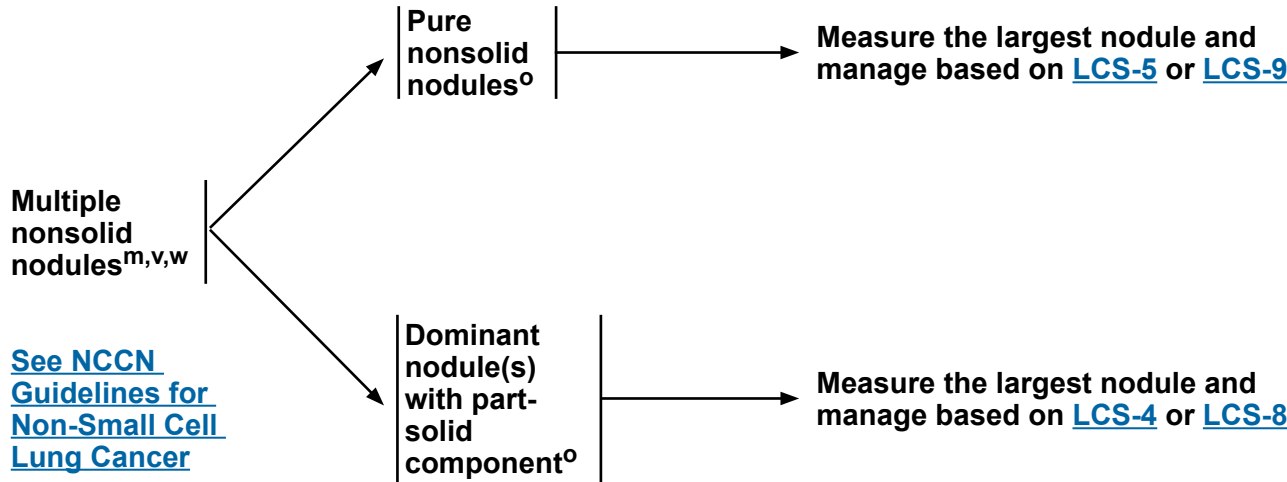 Pure
nonsolid
nodulesᵒ
Measure the largest nodule and
manage based on LCS-5 or LCS-9
Multiple
nonsolid
nodulesᵐ,ᵛ,ʷ
Dominant
nodule(s)
with part-
solid
componentᵒ
Measure the largest nodule and
manage based on LCS-4 or LCS-8
See NCCN
Guidelines for
Non-Small Cell
Lung Cancer